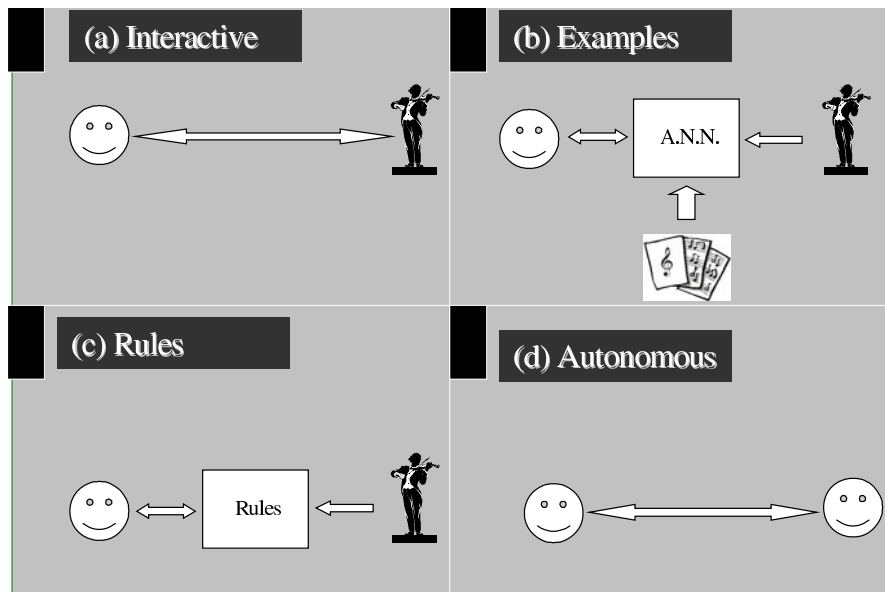 (a) Interactive
(b) Examples
A.N.N.
(c) Rules
Rules
(d) Autonomous